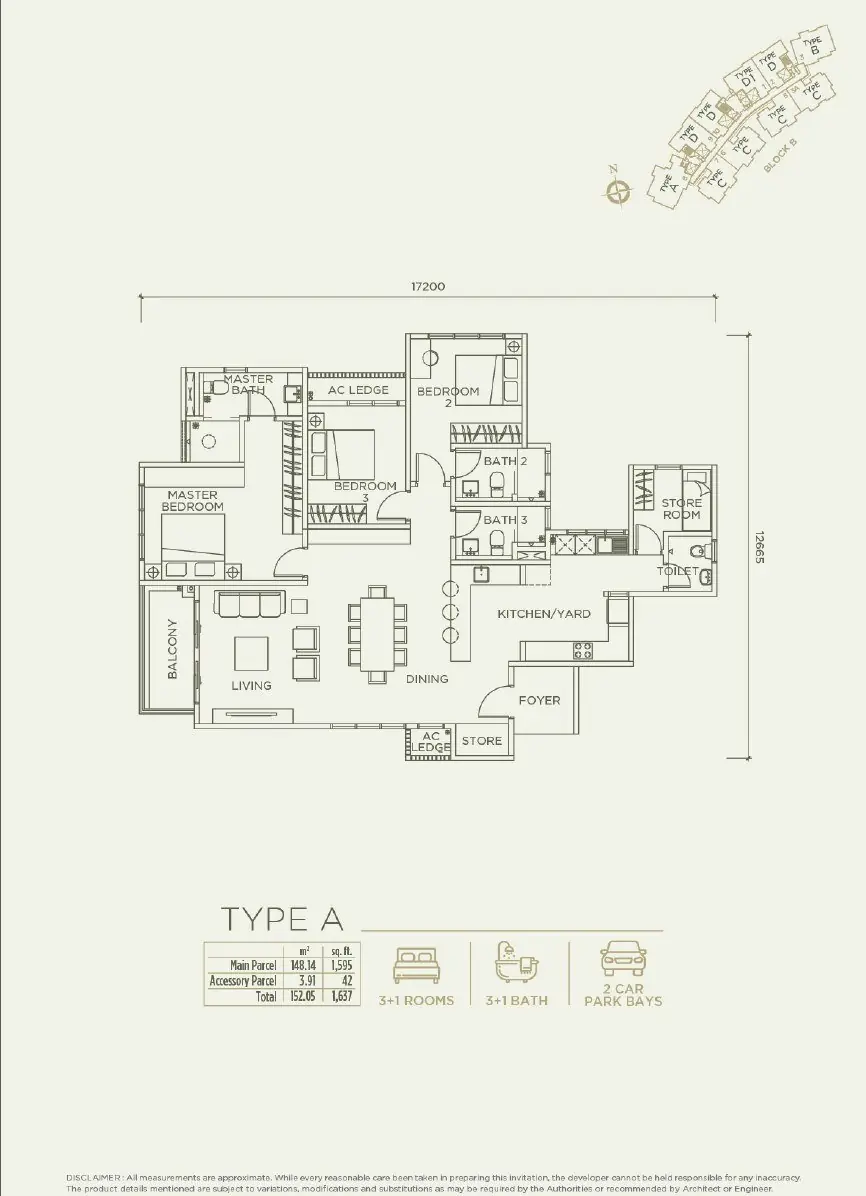 TYPE
B
TYPE
D
TYPE
D1
TYPE
D
TYPE
D
TYPE
C
TYPE
C
TYPE
C
TYPE
C
TYPE
A
BLOCK B
N
17200
12665
MASTER
BATH
AC LEDGE
BEDROOM
2
BEDROOM
3
BATH 2
MASTER
BEDROOM
STORE
ROOM
BATH 3
TOILET
KITCHEN/YARD
BALCONY
LIVING
DINING
FOYER
AC
LEDGE
STORE
TYPE A
m² sq. ft.
Main Parcel 148.14 1,595
Accessory Parcel 3.91 42
Total 152.05 1,637
3+1 ROOMS
3+1 BATH
2 CAR
PARK BAYS
DISCLAIMER : All measurements are approximate. While every reasonable care been taken in preparing this invitation, the developer cannot be held responsible for any inaccuracy.
The product details mentioned are subject to variations, modifications and substitutions as may be required by the Authorities or recommended by Architect or Engineer.